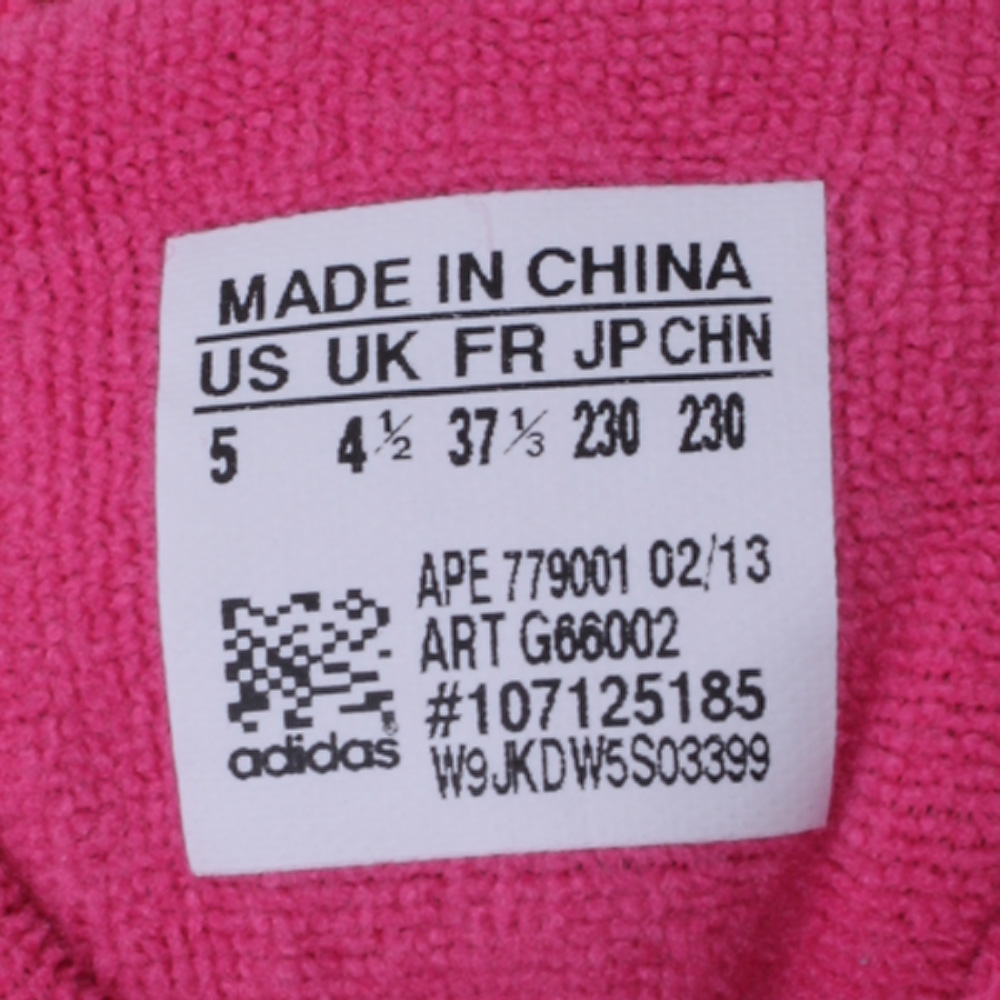 MADE IN CHINA
US UK FR JP CHN
5 4½ 37⅓ 230 230
APE 779001 02/13
ART G66002
#107125185
adidas®
W9JKDW5S03399